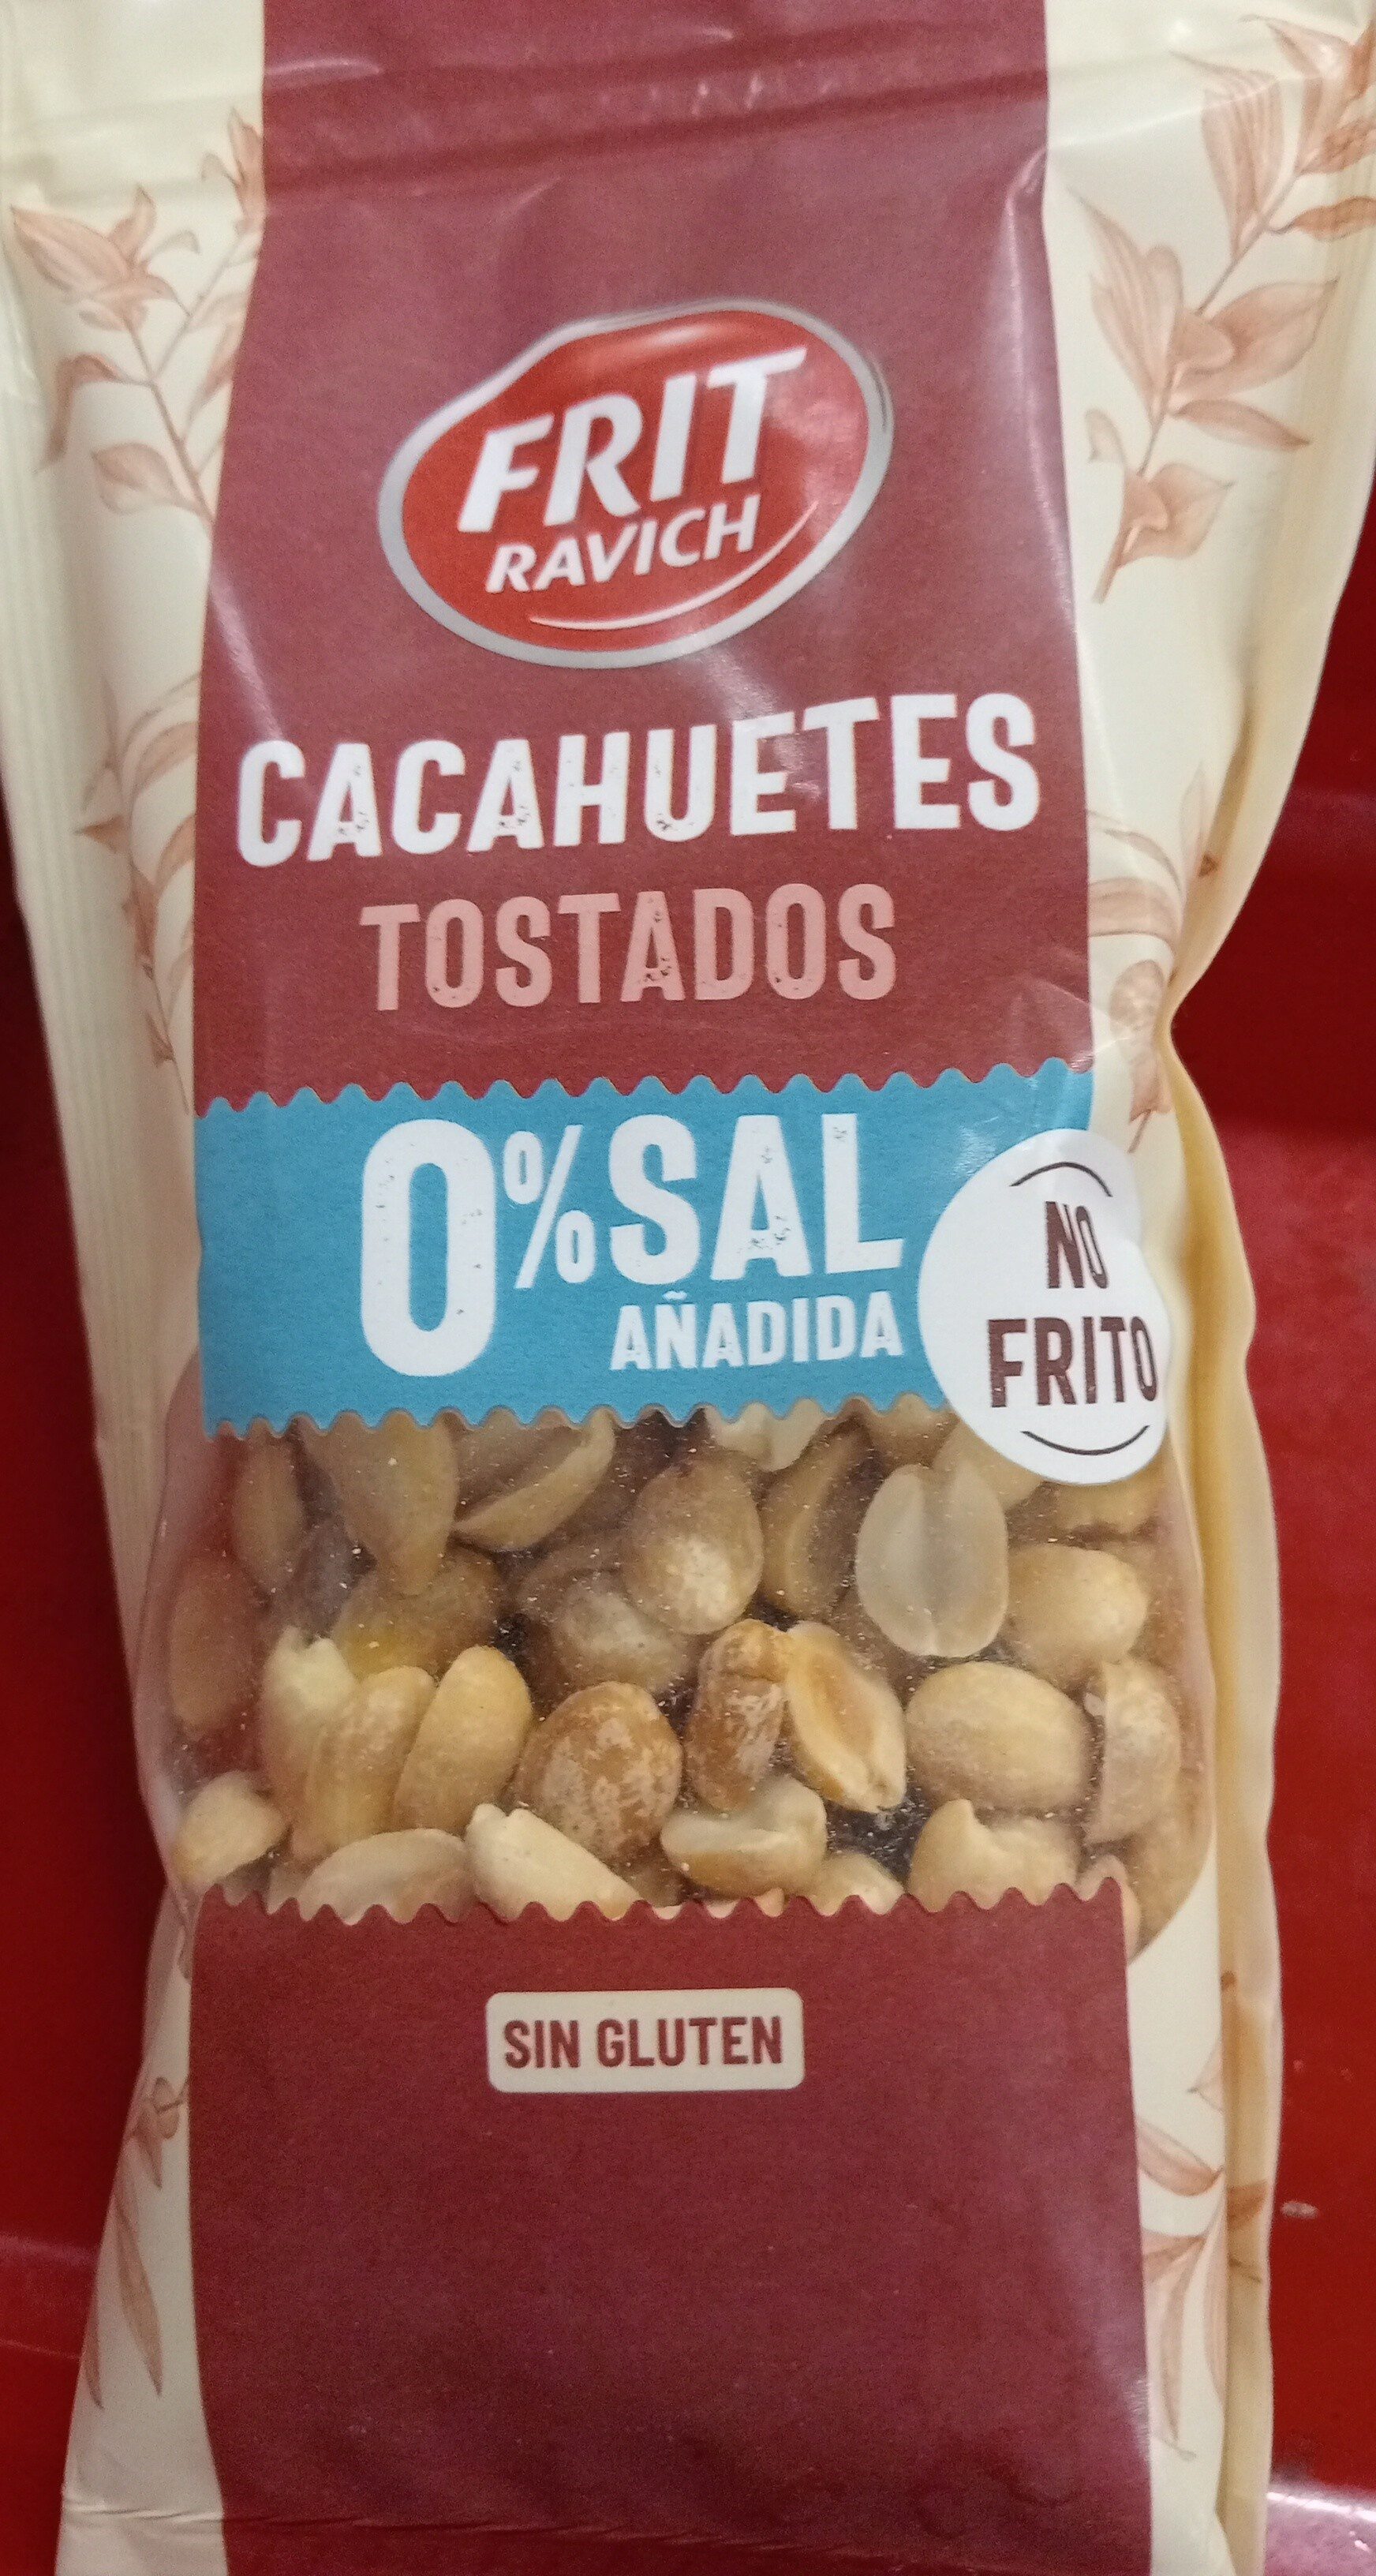 FRIT
RAVICH
CACAHUETES
TOSTADOS
0% SAL
AÑADIDA
NO
FRITO
SIN GLUTEN